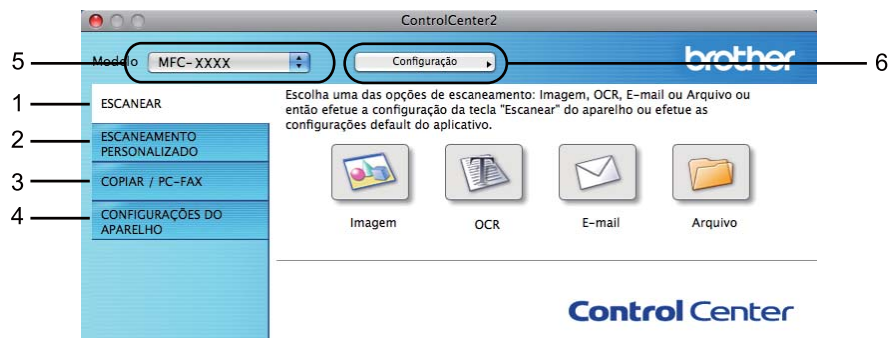 ControlCenter2
5
Modelo
MFC-XXXX
Configuração
brother
6
1
ESCANEAR
Escolha uma das opções de escaneamento: Imagem, OCR, E-mail ou Arquivo ou
então efetue a configuração da tecla "Escanear" do aparelho ou efetue as
configurações default do aplicativo.
2
ESCANEAMENTO
PERSONALIZADO
3
COPIAR / PC-FAX
4
CONFIGURAÇÕES DO
APARELHO
Imagem
OCR
E-mail
Arquivo
Control Center